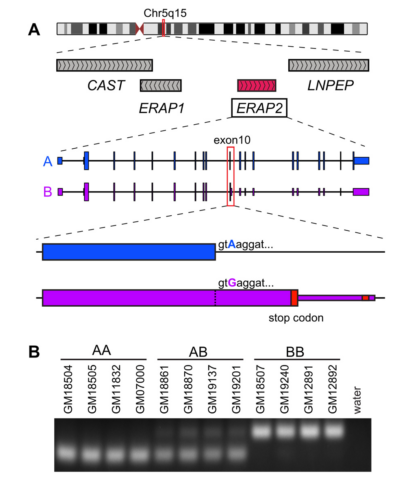 Chr5q15
A
CAST
LNPEP
ERAP1
ERAP2
exon10
A
B
gtAaggat...
gtGaggat...
stop codon
B
AA AB BB
GM18504 GM18505 GM11832 GM07000 GM18861 GM18870 GM19137 GM19201 GM18507 GM19240 GM12891 GM12892 water